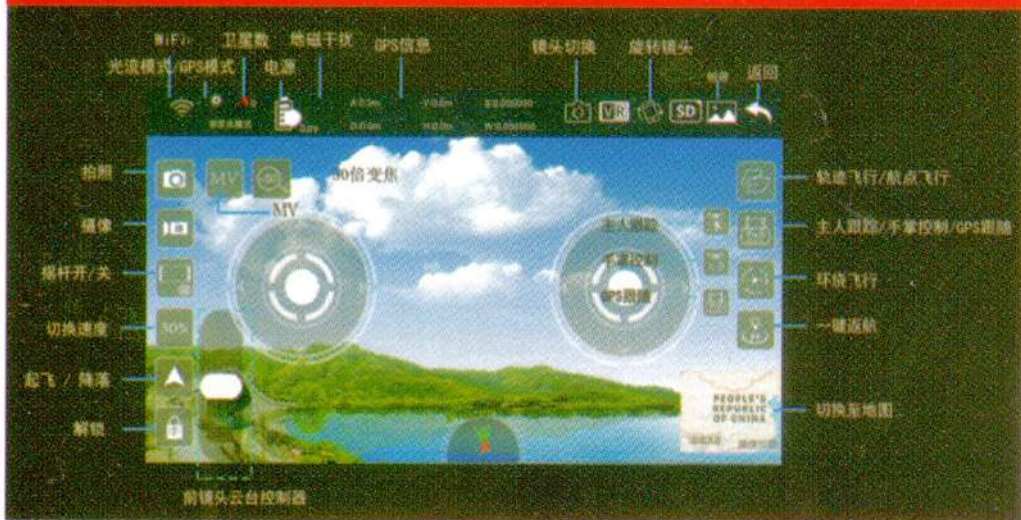 WiFi
卫星数
地磁干扰
GPS信息
镜头切换
旋转镜头
光流模式/GPS模式
电源
返回
VR
SD
拍照
MV
50倍变焦
轨迹飞行/航点飞行
MV
摄像
主人跟踪
主人跟踪/手掌控制/GPS跟随
摇杆开/关
手掌控制
环绕飞行
GPS跟随
切换速度
30%
一键返航
起飞 / 降落
PEOPLE'S
REPUBLIC
OF CHINA
切换至地图
解锁
前镜头云台控制器